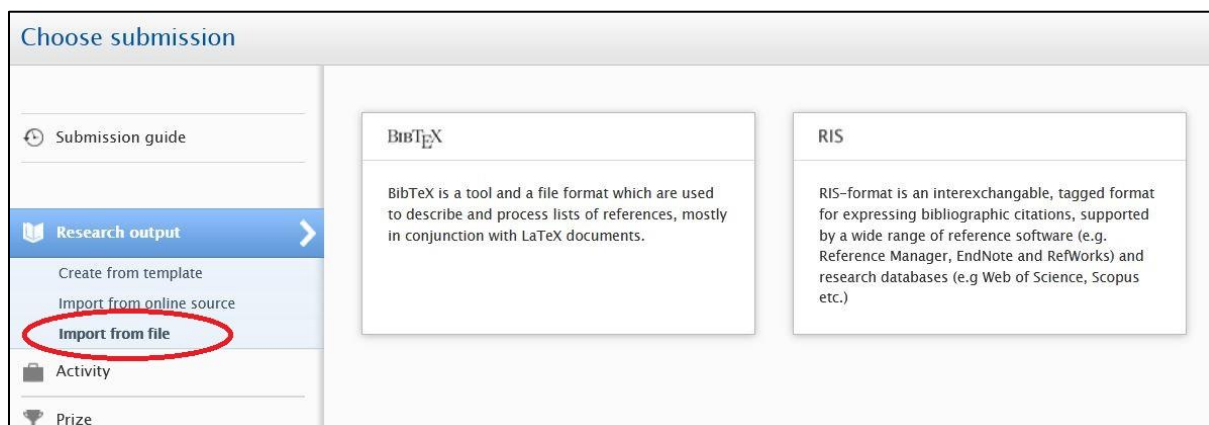 Choose submission
Submission guide
Research output
Create from template
Import from online source
Import from file
Activity
Prize
BIBTEX
BibTeX is a tool and a file format which are used
to describe and process lists of references, mostly
in conjunction with LaTeX documents.
RIS
RIS-format is an interexchangable, tagged format
for expressing bibliographic citations, supported
by a wide range of reference software (e.g.
Reference Manager, EndNote and RefWorks) and
research databases (e.g Web of Science, Scopus
etc.)